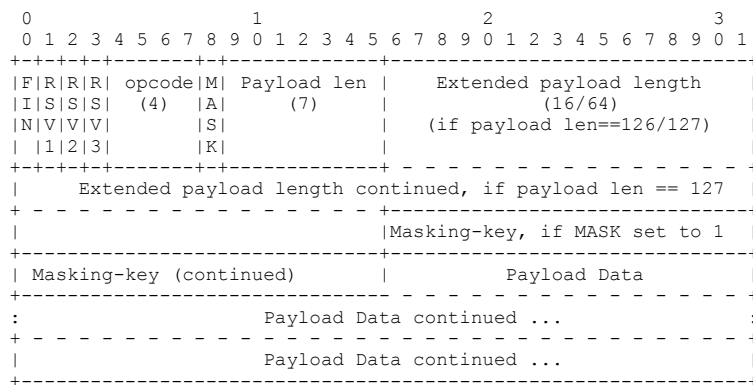 0                   1                   2                   3
0 1 2 3 4 5 6 7 8 9 0 1 2 3 4 5 6 7 8 9 0 1 2 3 4 5 6 7 8 9 0 1
+-+-+-+-+-------+-+-------------+-------------------------------
|F|R|R|R| opcode|M| Payload len |    Extended payload length
|I|S|S|S|  (4)  |A|     (7)     |             (16/64)
|N|V|V|V|       |S|             |   (if payload len==126/127)
| |1|2|3|       |K|             |
+-+-+-+-+-------+-+-------------+ - - - - - - - - - - - - - - -
|     Extended payload length continued, if payload len == 127
+ - - - - - - - - - - - - - - - +-------------------------------
|                               |Masking-key, if MASK set to 1
+-------------------------------+-------------------------------
| Masking-key (continued)       |          Payload Data
+-------------------------------- - - - - - - - - - - - - - - -
:                     Payload Data continued ...                :
+ - - - - - - - - - - - - - - - - - - - - - - - - - - - - - - -
|                     Payload Data continued ...
+---------------------------------------------------------------